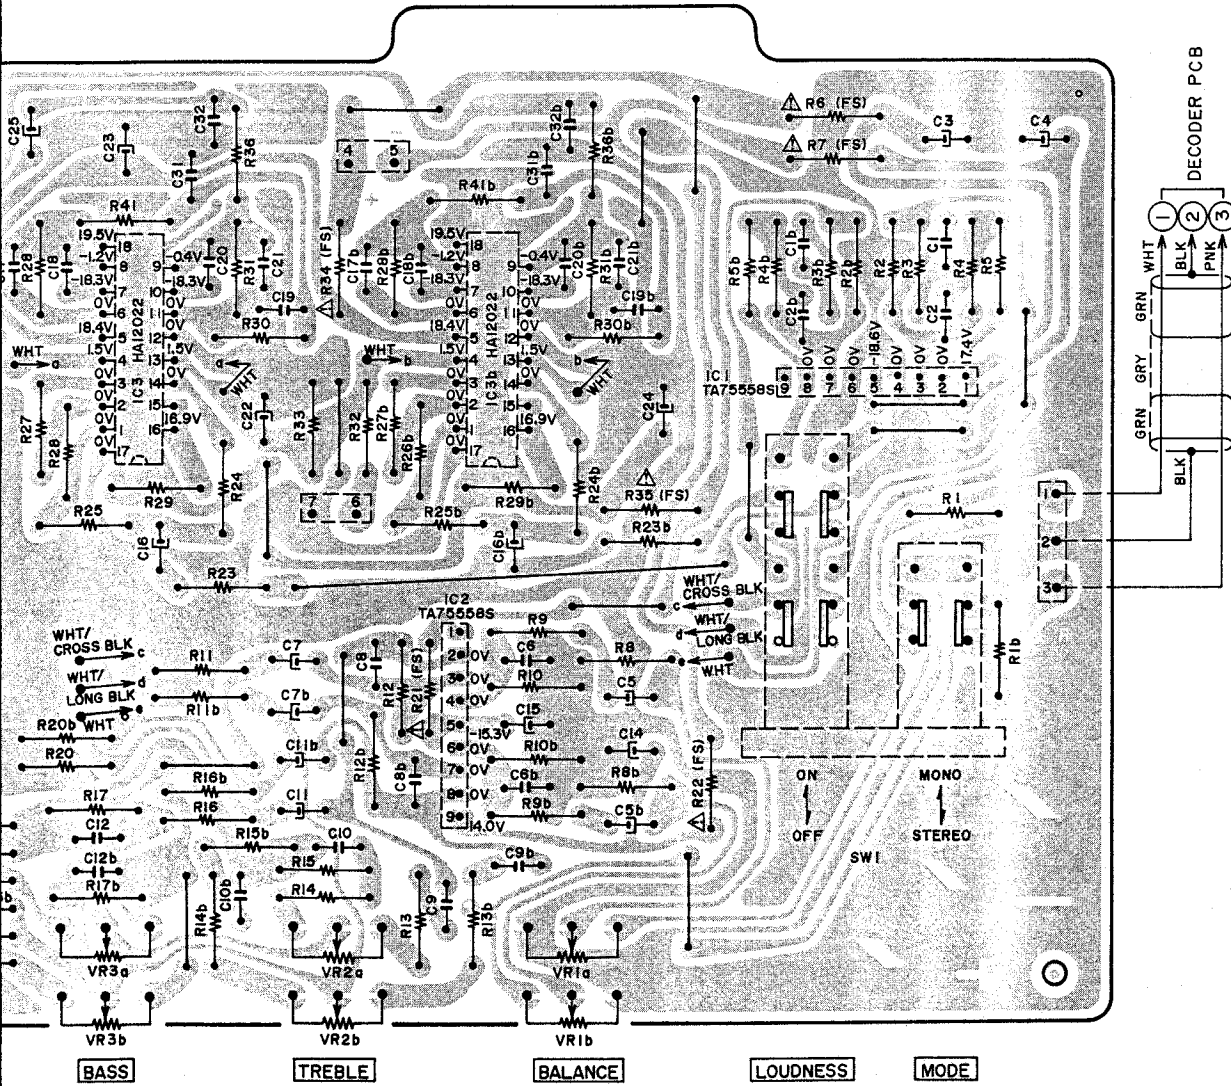 DECODER PCB
R6 (FS)
R7 (FS)
C3
C4
C25
C23
C32
C31
R36
4
5
C32b
C31b
R36b
R41
R41b
1
2
3
WHT
BLK
PNK
GRN
GRY
GRN
BLK
R28
C18
19.5V
-1.2V
-18.3V
0V
0V
18.4V
1.5V
0V
0V
0V
18
8
7
6
5
4
3
2
1
17
IC3 HA12022
9
10
11
12
13
14
15
16
-0.4V
-18.3V
0V
0V
1.5V
0V
16.9V
C20
R31
C21
C19
R30
R34 (FS)
C17b
R28b
C18b
19.5V
-1.2V
-18.3V
0V
0V
18.4V
1.5V
0V
0V
0V
18
8
7
6
5
4
3
2
1
17
IC3b HA12022
9
10
11
12
13
14
15
16
-0.4V
-18.3V
0V
0V
1.5V
0V
16.9V
C20b
R31b
C21b
C19b
R30b
R5b
R4b
C1b
C2b
R3b
R2b
R2
R3
C1
C2
R4
R5
0V
0V
0V
-18.6V
0V
0V
0V
17.4V
IC1
TA75558S
9
8
7
6
5
4
3
2
1
WHT
a
a
WHT
WHT
b
b
WHT
R27
R28
C22
R33
R32
R27b
R26b
C24
R24
R24b
R29
R29b
R25
R25b
7
6
R35 (FS)
R23b
C16
C16b
R23
R1
1
2
3
R1b
WHT/
CROSS BLK
c
WHT/
LONG BLK
d
WHT
e
WHT/
CROSS BLK
c
WHT/
LONG BLK
d
WHT
e
IC2
TA75558S
1
2
3
4
5
6
7
8
9
0V
0V
0V
-15.3V
0V
0V
0V
14.0V
R11
R11b
C7
C7b
C8
R12
R21 (FS)
R9
C6
R10
R8
C5
C15
R20b
R20
C11b
C11
R12b
C8b
R10b
C6b
R9b
C14
R8b
C5b
R22 (FS)
R17
C12
C12b
R17b
R16b
R16
R15b
C10
R15
R14
R14b
C10b
R13
C9
R13b
C9b
ON
OFF
MONO
STEREO
SW1
VR3a
VR2a
VR1a
VR3b
VR2b
VR1b
BASS
TREBLE
BALANCE
LOUDNESS
MODE